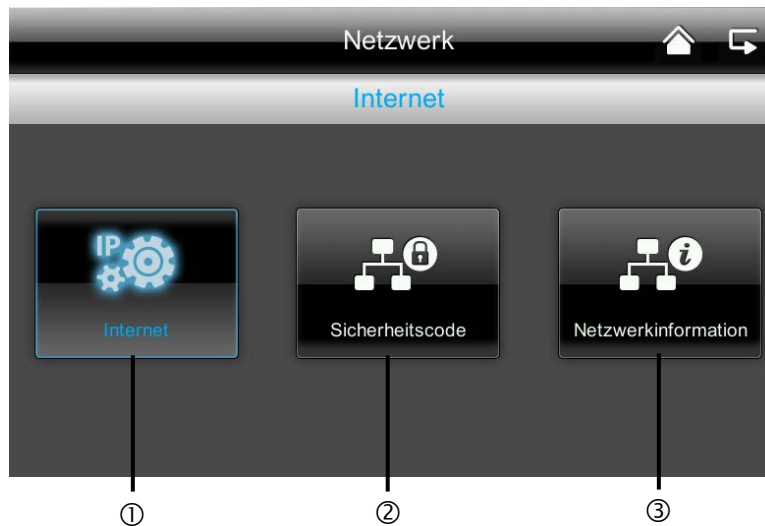 Netzwerk
Internet
IP
Internet Sicherheitscode Netzwerkinformation
① ② ③